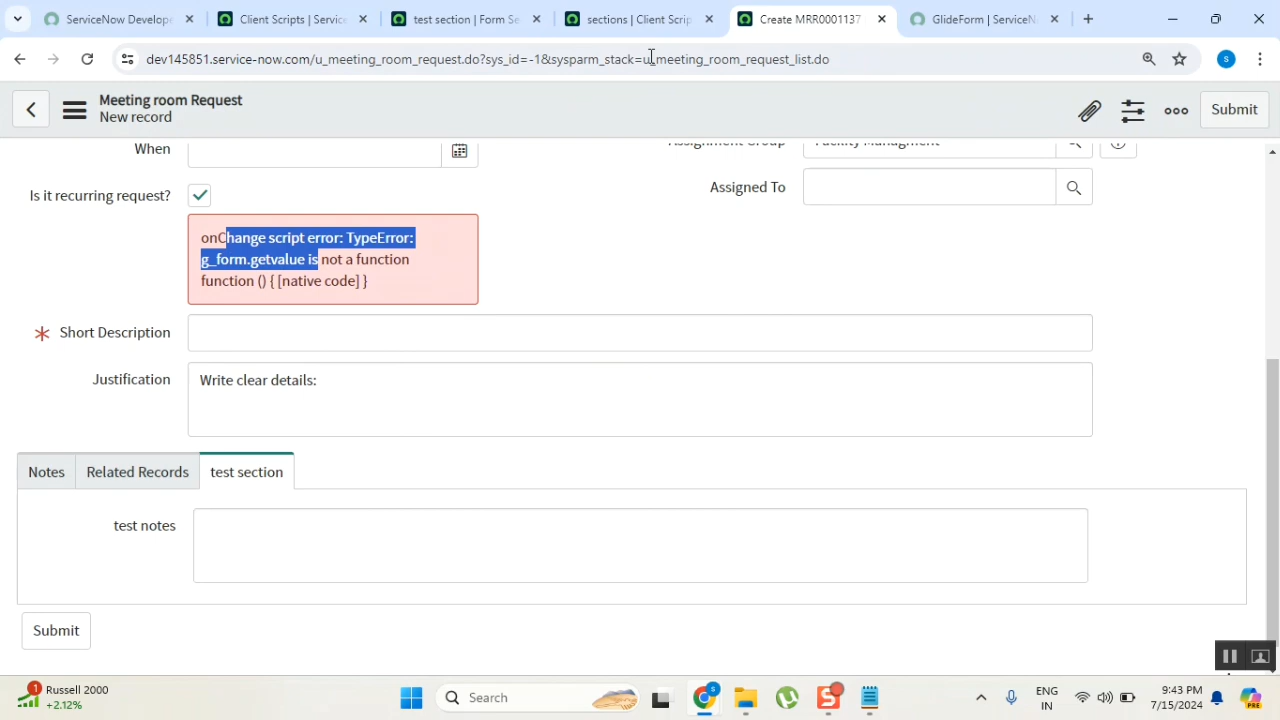 ServiceNow Develope
Client Scripts | Service
test section | Form Se
sections | Client Scrip
Create MRR0001137
GlideForm | ServiceN
dev145851.service-now.com/u_meeting_room_request.do?sys_id=-1&sysparm_stack=u_meeting_room_request_list.do
S
Meeting room Request
New record
Submit
When
Assigned To
Is it recurring request?
onChange script error: TypeError:
g_form.getvalue is not a function
function () { [native code] }
Short Description
Justification
Write clear details:
Notes
Related Records
test section
test notes
Submit
1
Russell 2000
+2.12%
Search
S
S
PRE
ENG
IN
9:43 PM
7/15/2024